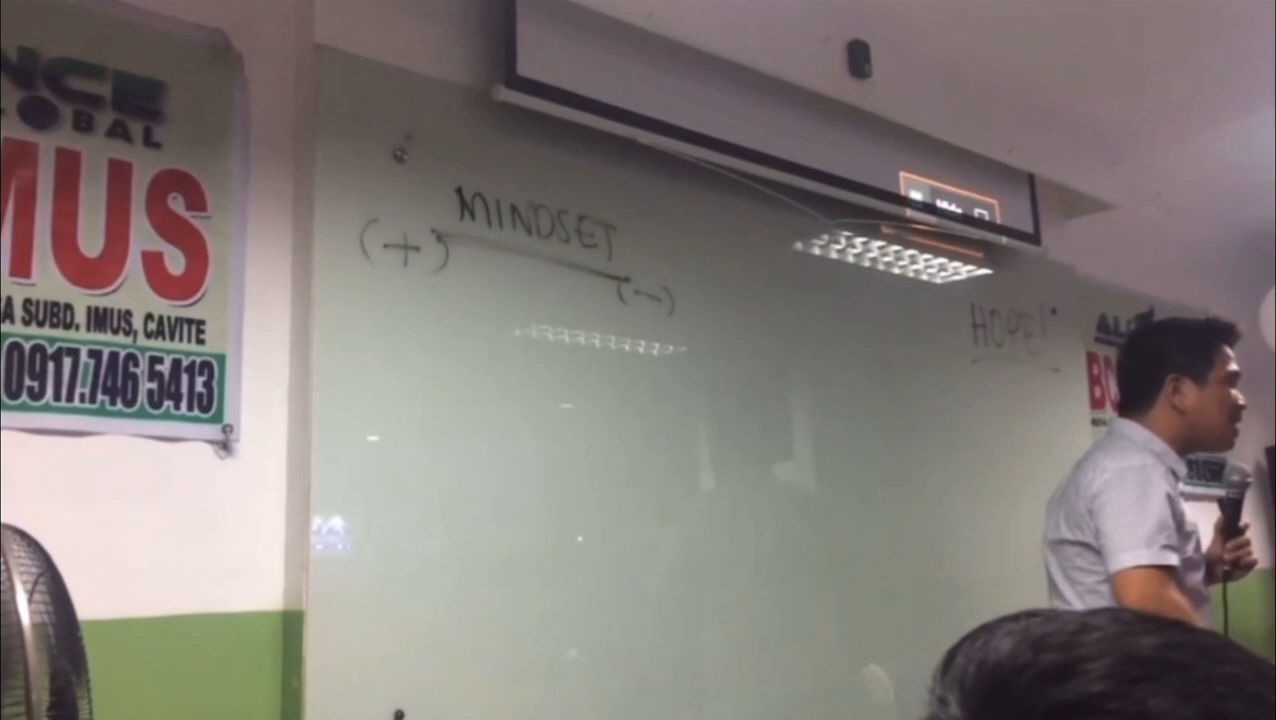 NCE
OBAL
MUS
A SUBD. IMUS, CAVITE
0917.746 5413
MINDSET
(+)
(-)
HOPE!